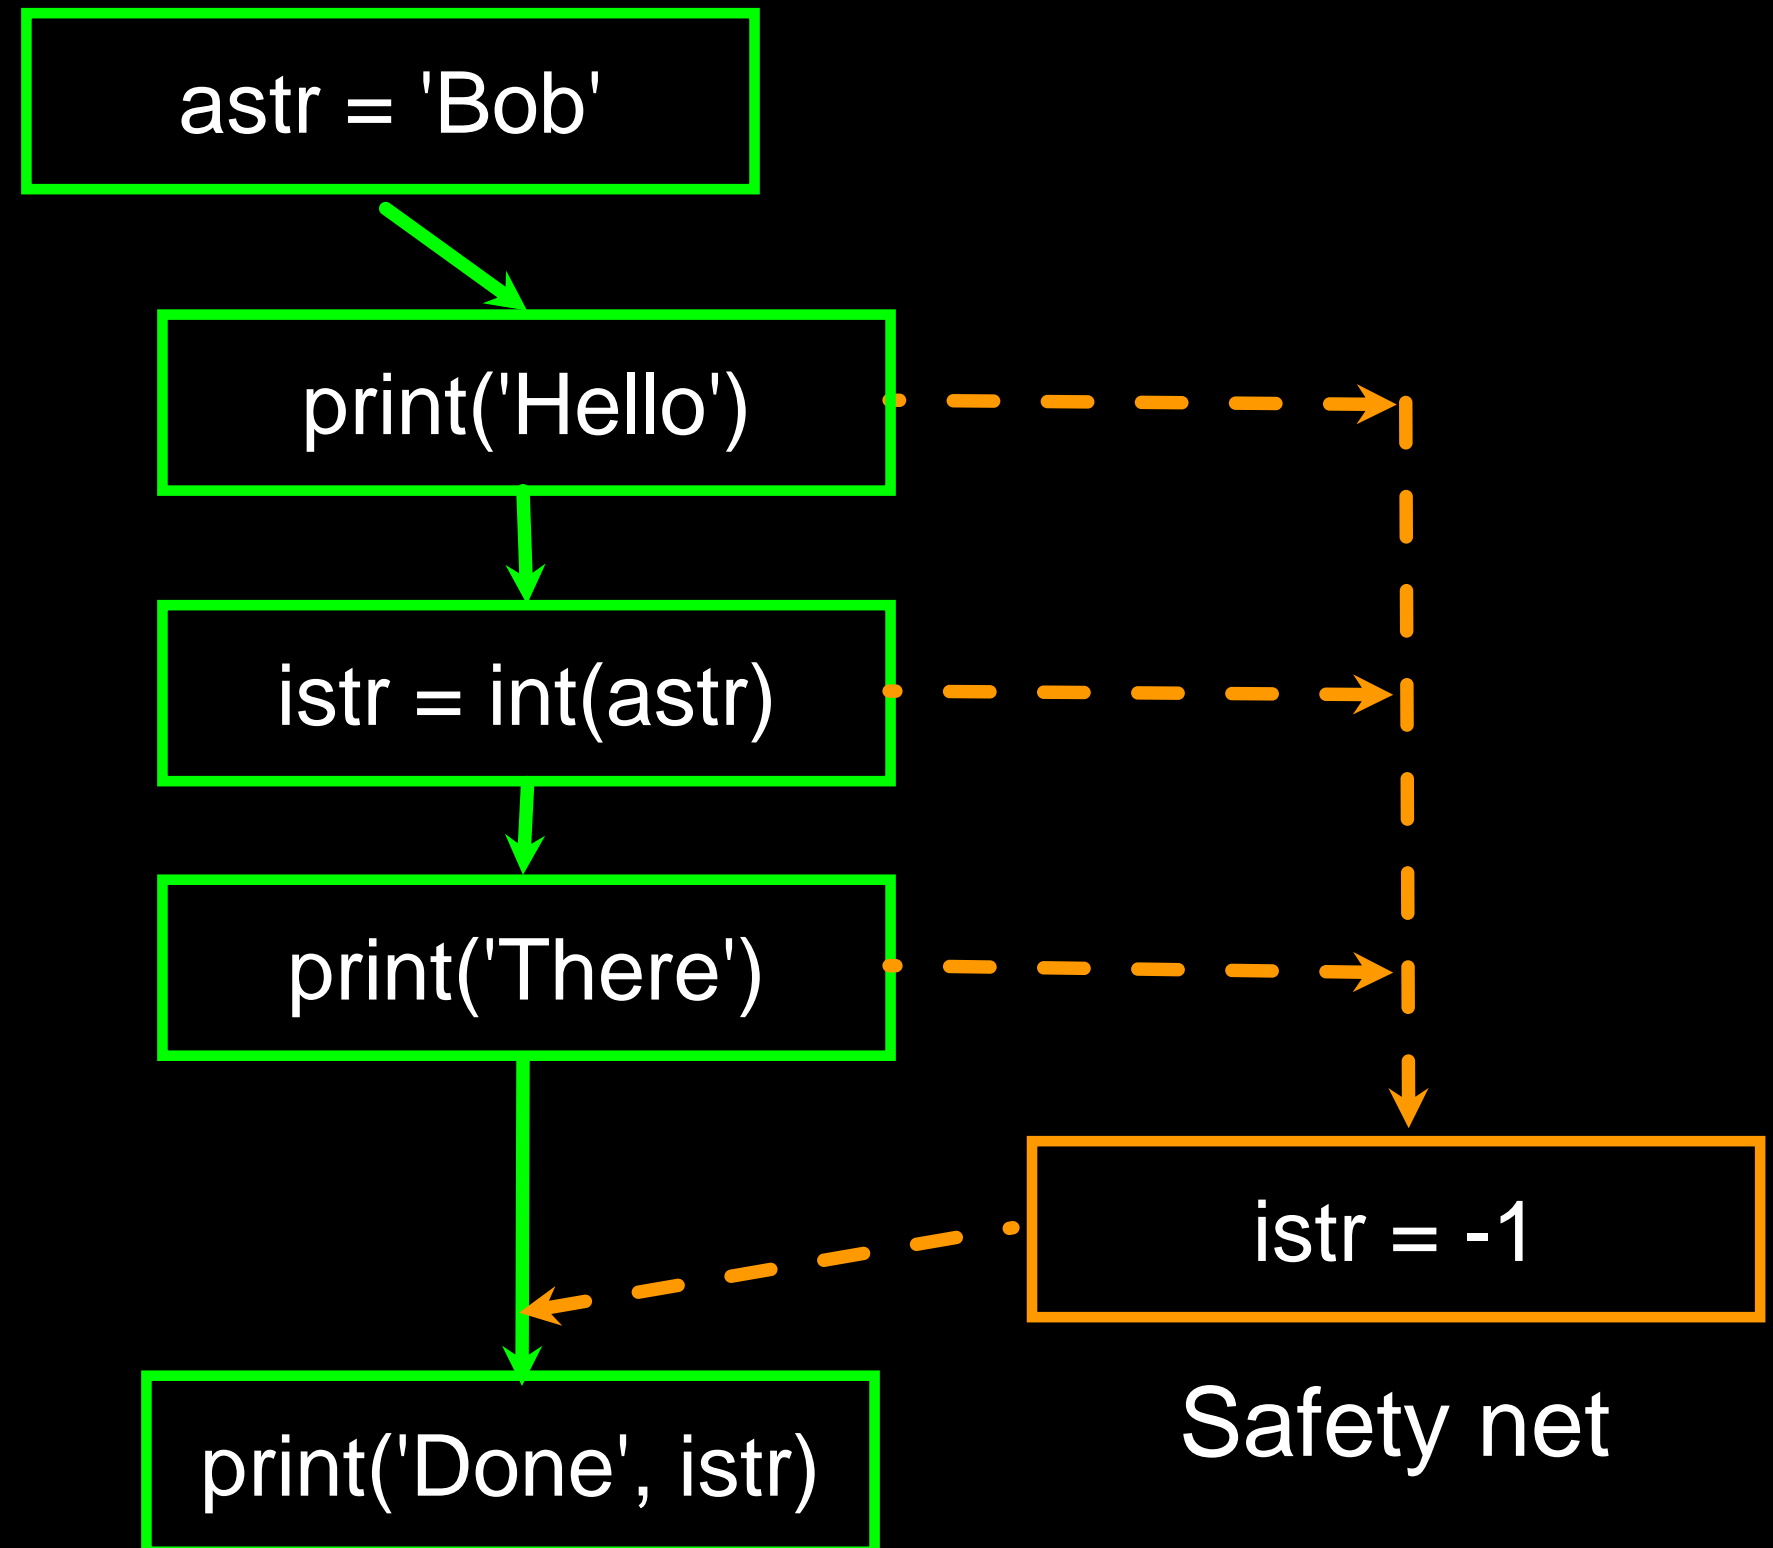 astr = 'Bob'
print('Hello')
istr = int(astr)
print('There')
istr = -1
Safety net
print('Done', istr)